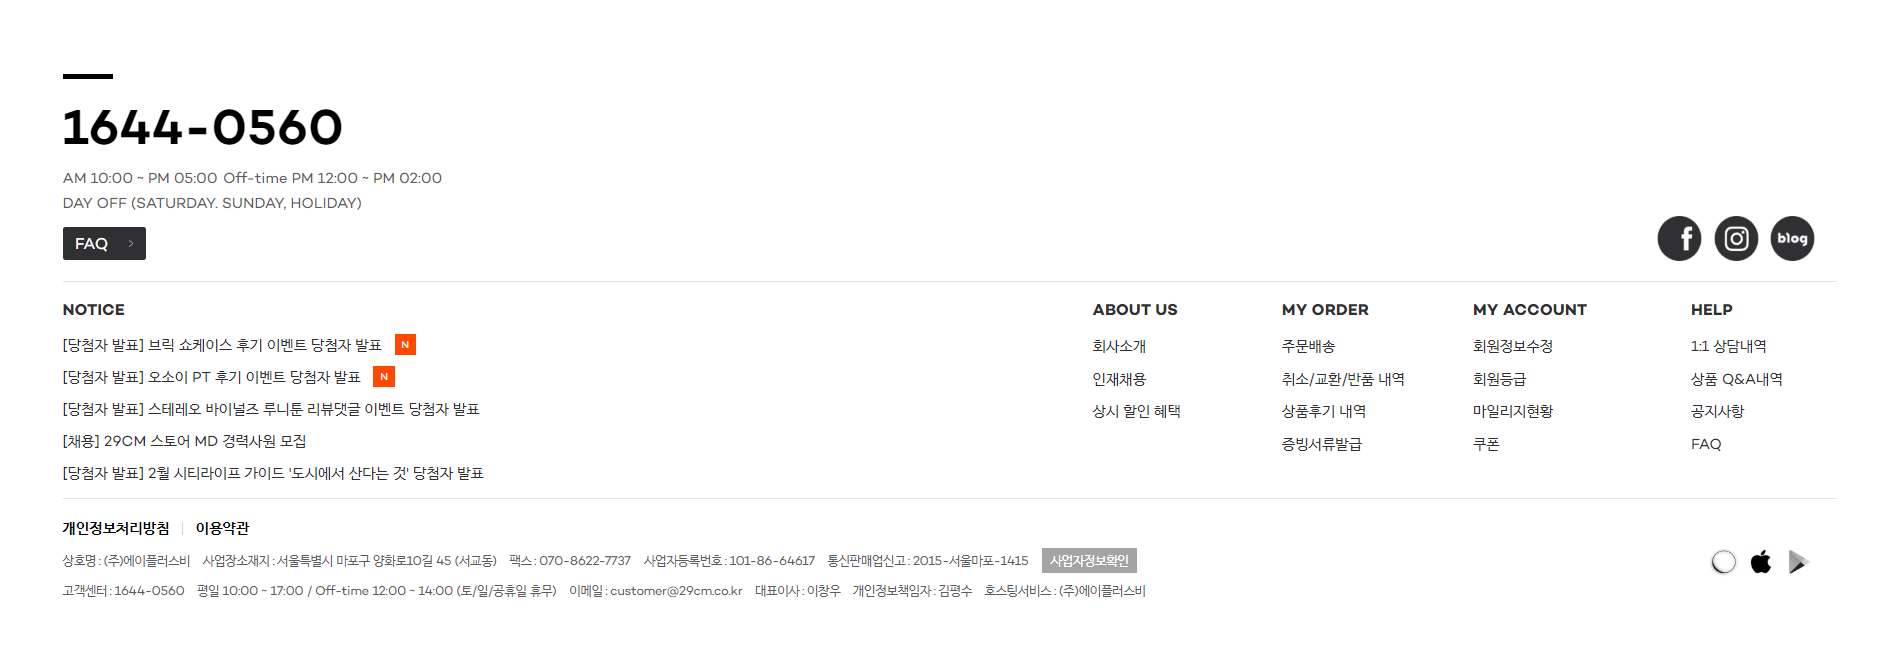 1644-0560
AM 10:00 ~ PM 05:00 Off-time PM 12:00 ~ PM 02:00
DAY OFF (SATURDAY. SUNDAY, HOLIDAY)
FAQ
f
blog
NOTICE
[당첨자 발표] 브릭 쇼케이스 후기 이벤트 당첨자 발표 N
[당첨자 발표] 오소이 PT 후기 이벤트 당첨자 발표 N
[당첨자 발표] 스테레오 바이널즈 루니툰 리뷰댓글 이벤트 당첨자 발표
[채용] 29CM 스토어 MD 경력사원 모집
[당첨자 발표] 2월 시티라이프 가이드 '도시에서 산다는 것' 당첨자 발표
ABOUT US
회사소개
인재채용
상시 할인 혜택
MY ORDER
주문배송
취소/교환/반품 내역
상품후기 내역
증빙서류발급
MY ACCOUNT
회원정보수정
회원등급
마일리지현황
쿠폰
HELP
1:1 상담내역
상품 Q&A내역
공지사항
FAQ
개인정보처리방침 | 이용약관
상호명 : (주)에이플러스비 사업장소재지 : 서울특별시 마포구 양화로10길 45 (서교동) 팩스 : 070-8622-7737 사업자등록번호 : 101-86-64617 통신판매업신고 : 2015-서울마포-1415 사업자정보확인
고객센터 : 1644-0560 평일 10:00 ~ 17:00 / Off-time 12:00 ~ 14:00 (토/일/공휴일 휴무) 이메일 : customer@29cm.co.kr 대표이사 : 이창우 개인정보책임자 : 김평수 호스팅서비스 : (주)에이플러스비